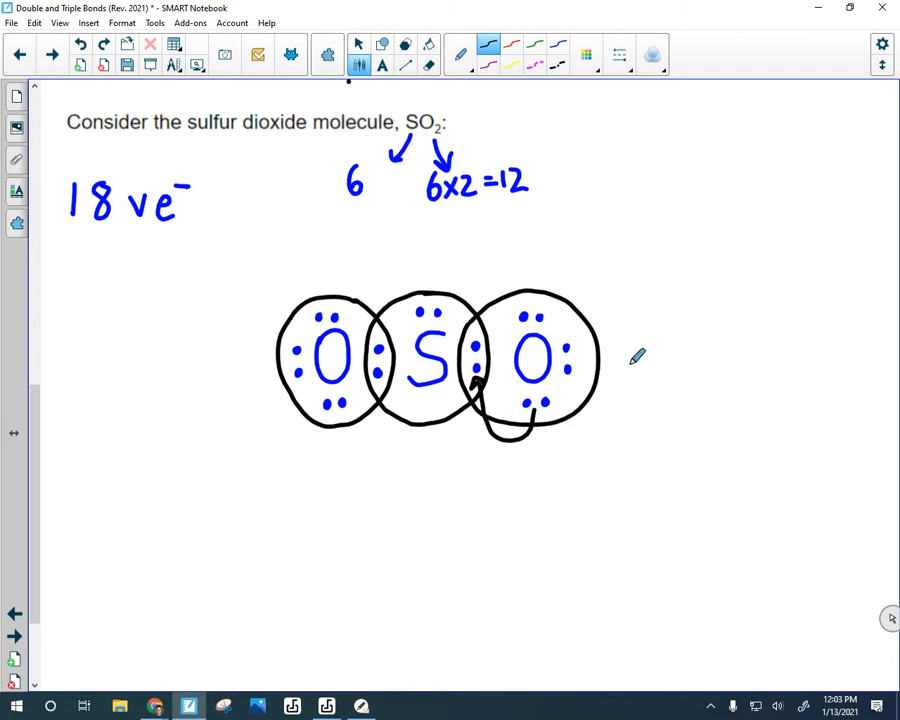 Double and Triple Bonds (Rev. 2021) * - SMART Notebook
File Edit View Insert Format Tools Add-ons Account Help
Consider the sulfur dioxide molecule, SO₂:
6 6x2=12
18 ve⁻
O S O
12:03 PM
1/13/2021